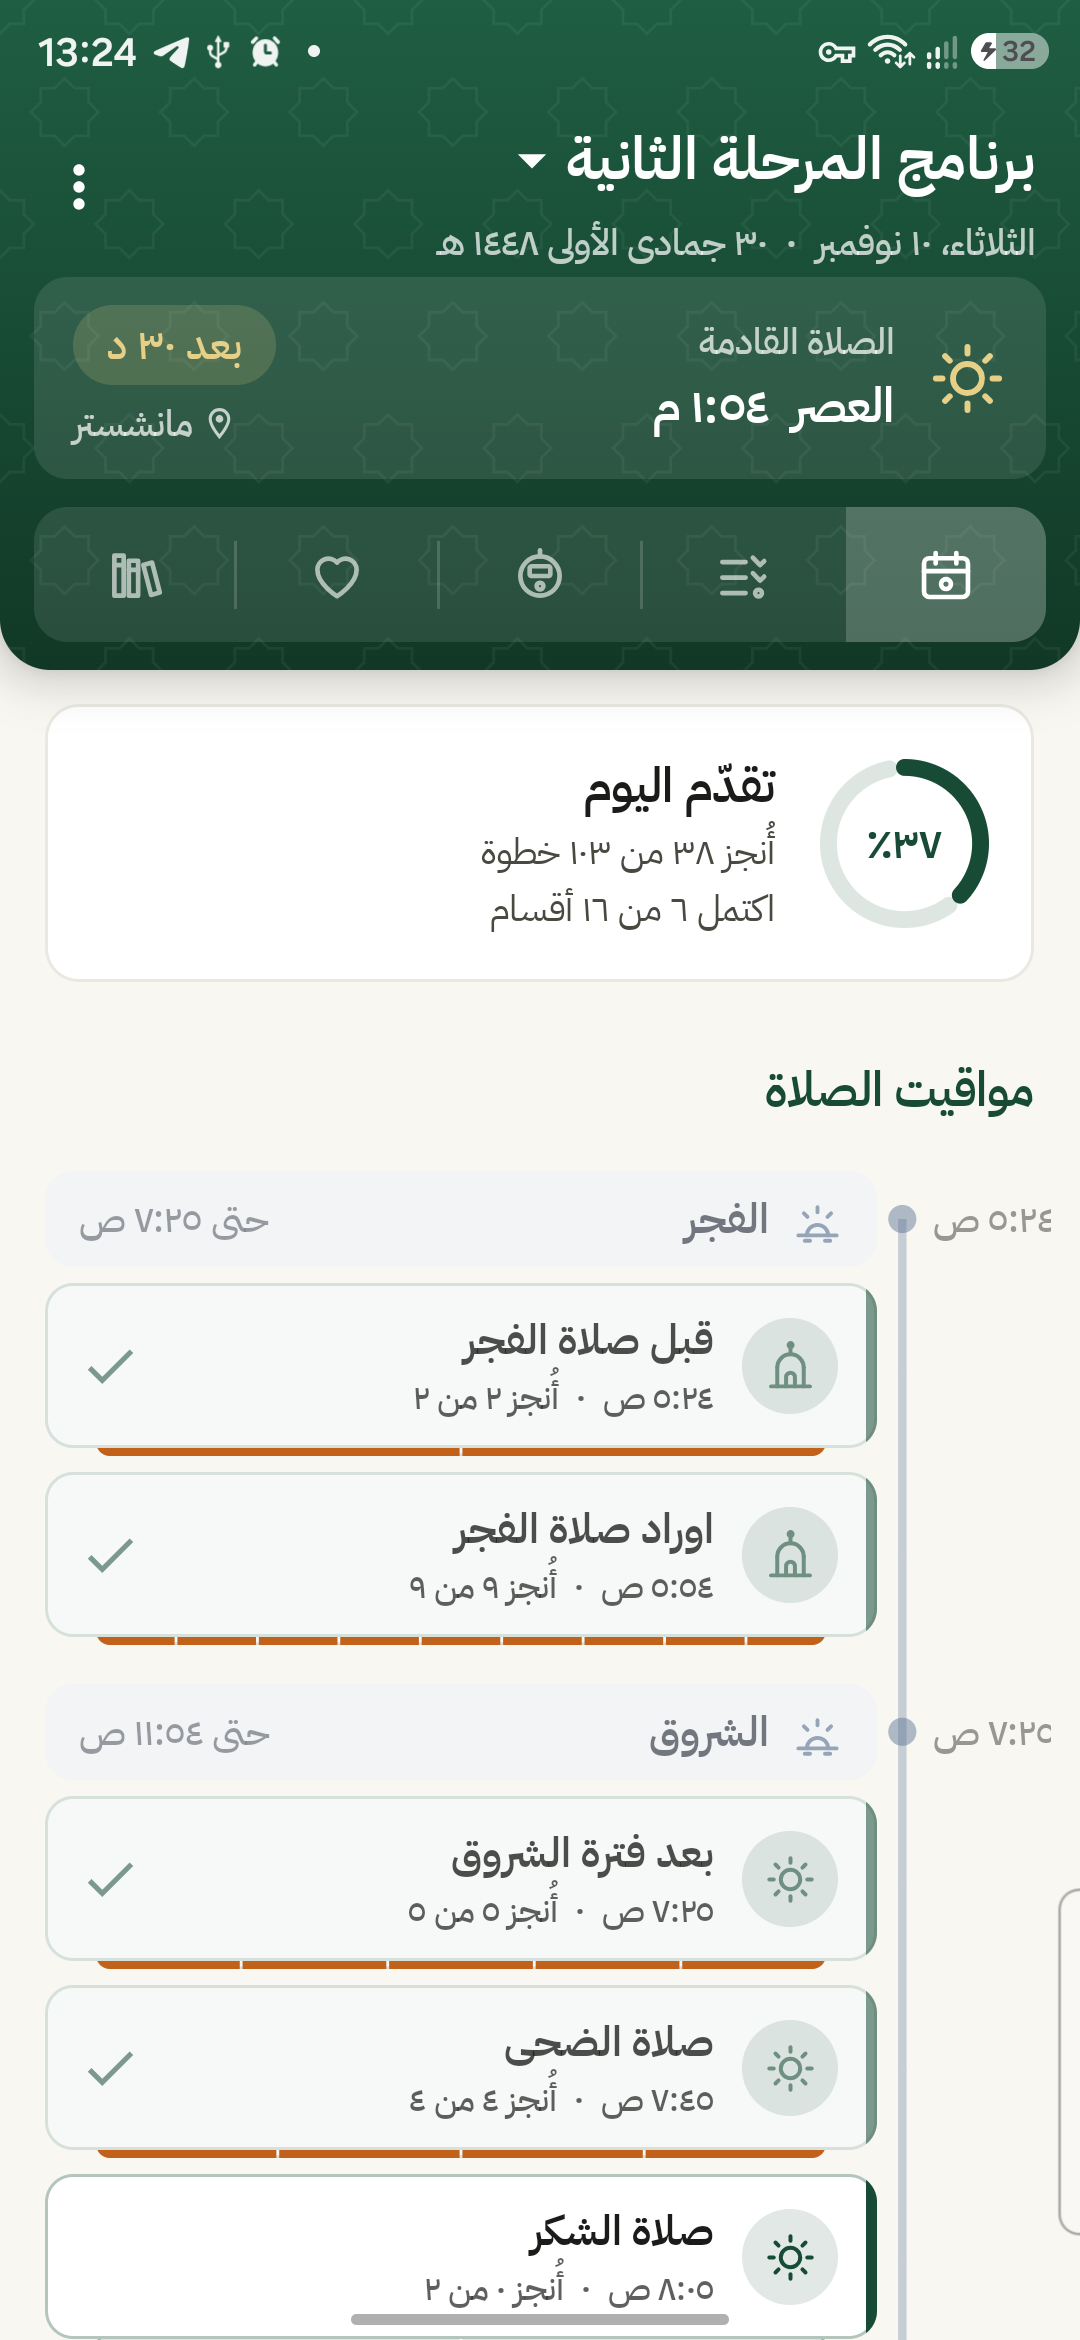 13:24
32
برنامج المرحلة الثانية
الثلاثاء، ١٠ نوفمبر · ٣٠ جمادى الأولى ١٤٤٨ هـ
الصلاة القادمة
العصر ١:٥٤ م
بعد ٣٠ د
مانشستر
٣٧٪
تقدّم اليوم
أُنجز ٣٨ من ١٠٣ خطوة
اكتمل ٦ من ١٦ أقسام
مواقيت الصلاة
٥:٢٤ ص
الفجر
حتى ٧:٢٥ ص
قبل صلاة الفجر
٥:٢٤ ص · أُنجز ٢ من ٢
اوراد صلاة الفجر
٥:٥٤ ص · أُنجز ٩ من ٩
٧:٢٥ ص
الشروق
حتى ١١:٥٤ ص
بعد فترة الشروق
٧:٢٥ ص · أُنجز ٥ من ٥
صلاة الضحى
٧:٤٥ ص · أُنجز ٤ من ٤
صلاة الشكر
٨:٠٥ ص · أُنجز ٠ من ٢